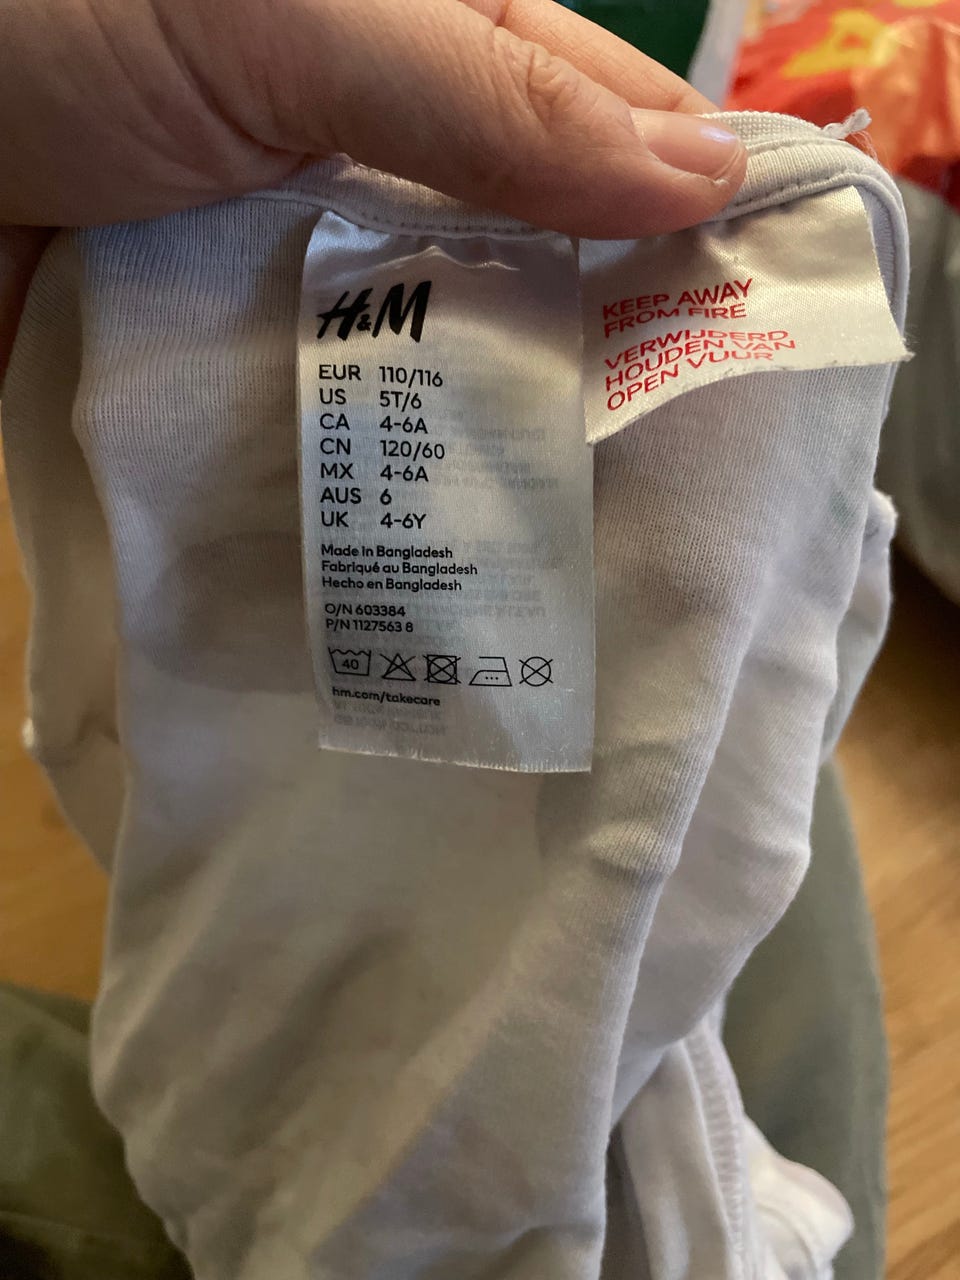 H&M
EUR 110/116
US 5T/6
CA 4-6A
CN 120/60
MX 4-6A
AUS 6
UK 4-6Y
Made in Bangladesh
Fabriqué au Bangladesh
Hecho en Bangladesh
O/N 603384
P/N 1127563 8
40
hm.com/takecare
KEEP AWAY
FROM FIRE
VERWIJDERD
HOUDEN VAN
OPEN VUUR